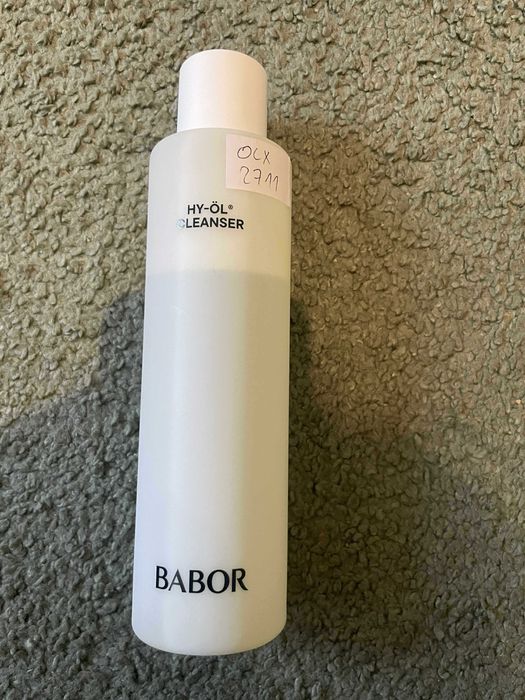 OLX
2711
HY-ÖL®
CLEANSER
BABOR